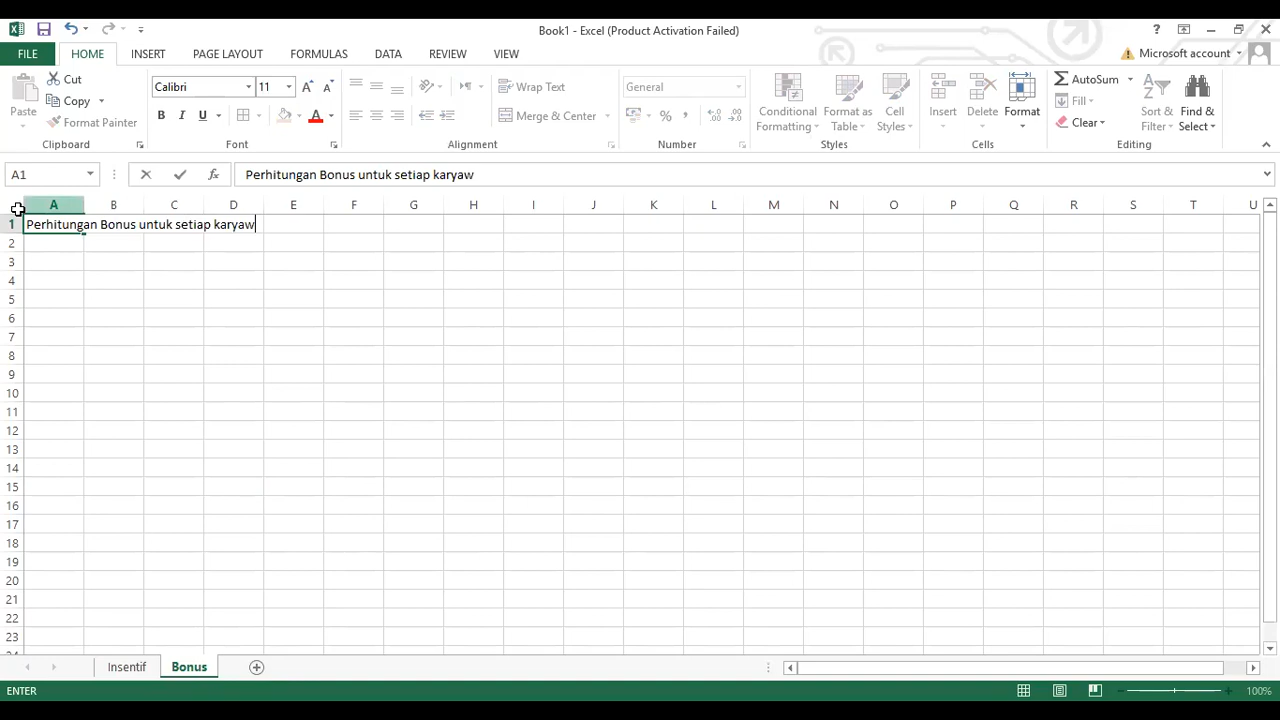 Book1 - Excel (Product Activation Failed)
?
FILE HOME INSERT PAGE LAYOUT FORMULAS DATA REVIEW VIEW
Microsoft account
Paste
Cut
Copy
Format Painter
Clipboard
Calibri 11
B I U A
Font
Wrap Text
Merge & Center
Alignment
General
%
Number
Conditional Formatting
Format as Table
Cell Styles
Styles
Insert
Delete
Format
Cells
AutoSum
Fill
Clear
Sort & Filter
Find & Select
Editing
A1 fx Perhitungan Bonus untuk setiap karyaw
A B C D E F G H I J K L M N O P Q R S T U
1 Perhitungan Bonus untuk setiap karyaw
2
3
4
5
6
7
8
9
10
11
12
13
14
15
16
17
18
19
20
21
22
23
Insentif Bonus
ENTER 100%